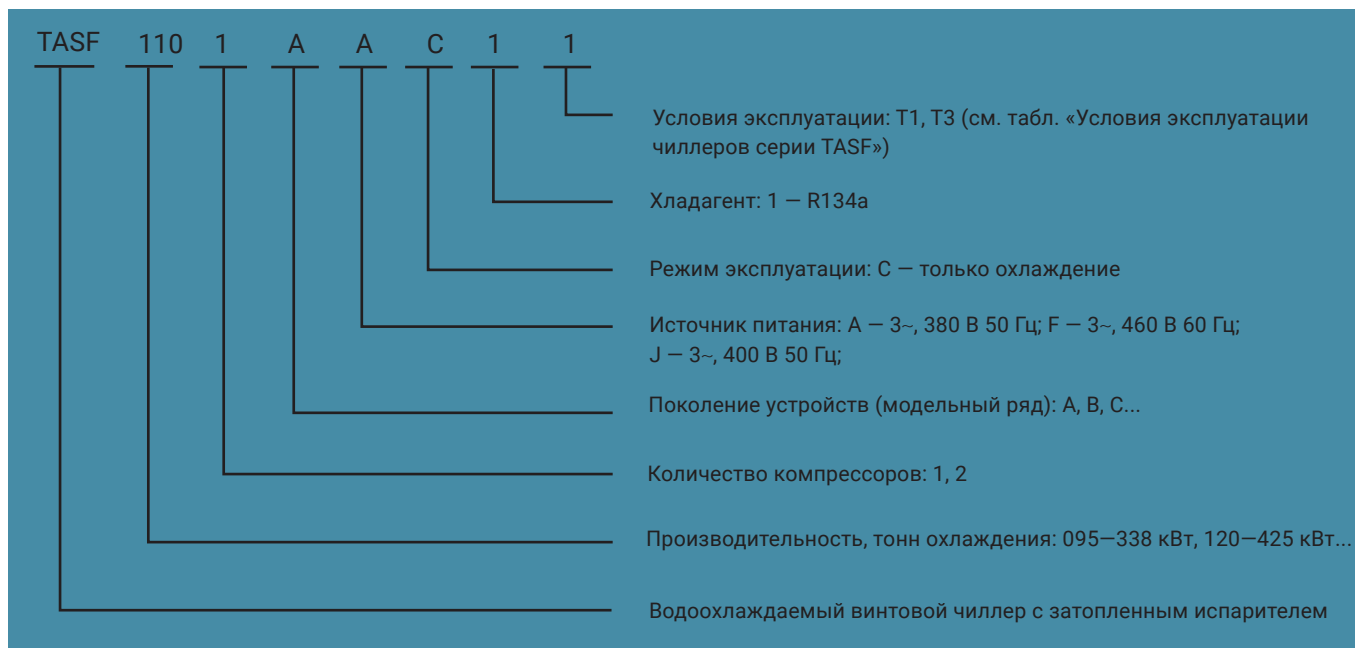 TASF 110 1 A A C 1 1
Условия эксплуатации: Т1, Т3 (см. табл. «Условия эксплуатации
чиллеров серии TASF»)
Хладагент: 1 — R134a
Режим эксплуатации: С — только охлаждение
Источник питания: А — 3~, 380 В 50 Гц; F — 3~, 460 В 60 Гц;
J — 3~, 400 В 50 Гц;
Поколение устройств (модельный ряд): А, В, С...
Количество компрессоров: 1, 2
Производительность, тонн охлаждения: 095—338 кВт, 120—425 кВт...
Водоохлаждаемый винтовой чиллер с затопленным испарителем